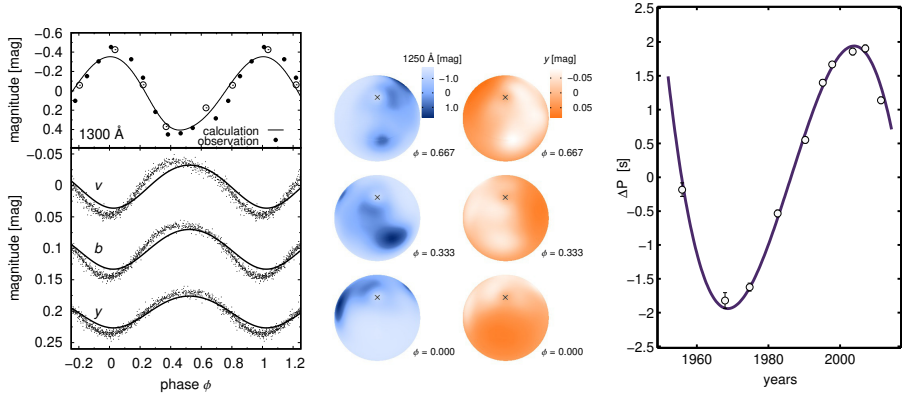 −0.6
−0.4
−0.2
0
0.2
0.4
magnitude [mag]
1300 Å
calculation
observation
−0.05
0
0.05
0.1
0.15
0.2
0.25
magnitude [mag]
v
b
y
−0.2 0 0.2 0.4 0.6 0.8 1 1.2
phase ϕ
1250 Å [mag]
−1.0
0.0
1.0
y [mag]
−0.05
0.05
ϕ = 0.667
ϕ = 0.667
ϕ = 0.333
ϕ = 0.333
ϕ = 0.000
ϕ = 0.000
2.5
2
1.5
1
0.5
0
−0.5
−1
−1.5
−2
−2.5
ΔP [s]
1960 1980 2000
years